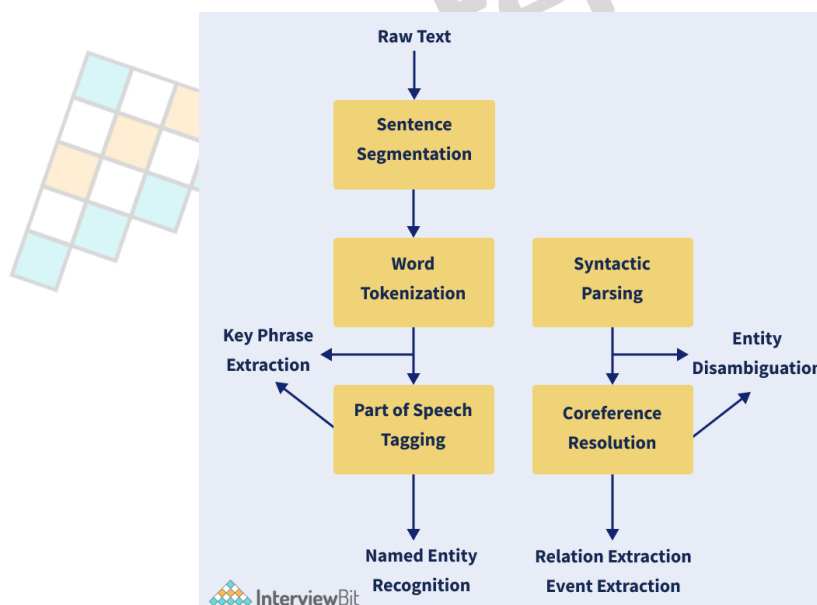 Raw Text
Sentence
Segmentation
Word
Tokenization
Syntactic
Parsing
Key Phrase
Extraction
Entity
Disambiguation
Part of Speech
Tagging
Coreference
Resolution
Named Entity
Recognition
Relation Extraction
Event Extraction
InterviewBit